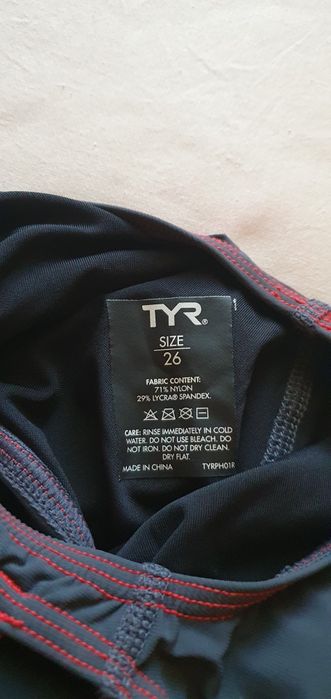 TYR®
SIZE
26
FABRIC CONTENT:
71% NYLON
29% LYCRA® SPANDEX.
CARE: RINSE IMMEDIATELY IN COLD
WATER. DO NOT USE BLEACH. DO
NOT IRON. DO NOT DRY CLEAN.
DRY FLAT.
MADE IN CHINA TYRPH01R